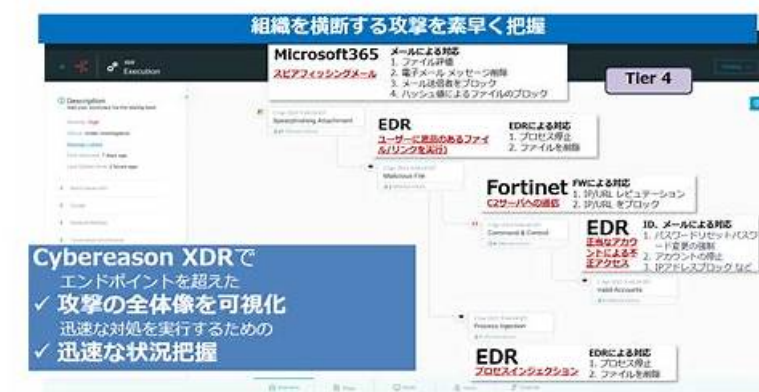 組織を横断する攻撃を素早く把握
Execution
Tier 4
Microsoft365
スピアフィッシングメール
メールによる対応
1. ファイル評価
2. 電子メール メッセージ削除
3. メール送信者をブロック
4. ハッシュ値によるファイルのブロック
Description
Spearphishing Attachment
EDR
ユーザーに悪意のあるファイ
ル/リンクを実行)
EDRによる対応
1. プロセス停止
2. ファイルを削除
Malicious File
Fortinet
C2サーバへの通信
FWによる対応
1. IP/URL レピュテーション
2. IP/URL をブロック
Command & Control
EDR
正当なアカウ
ントによる不
正アクセス
ID、メールによる対応
1. パスワードリセットパスワ
ード変更の強制
2. アカウントの停止
3. IPアドレスブロック など
Valid Accounts
Cybereason XDRで
エンドポイントを超えた
✓ 攻撃の全体像を可視化
迅速な対処を実行するための
✓ 迅速な状況把握
Process Injection
EDR
プロセスインジェクション
EDRによる対応
1. プロセス停止
2. ファイルを削除